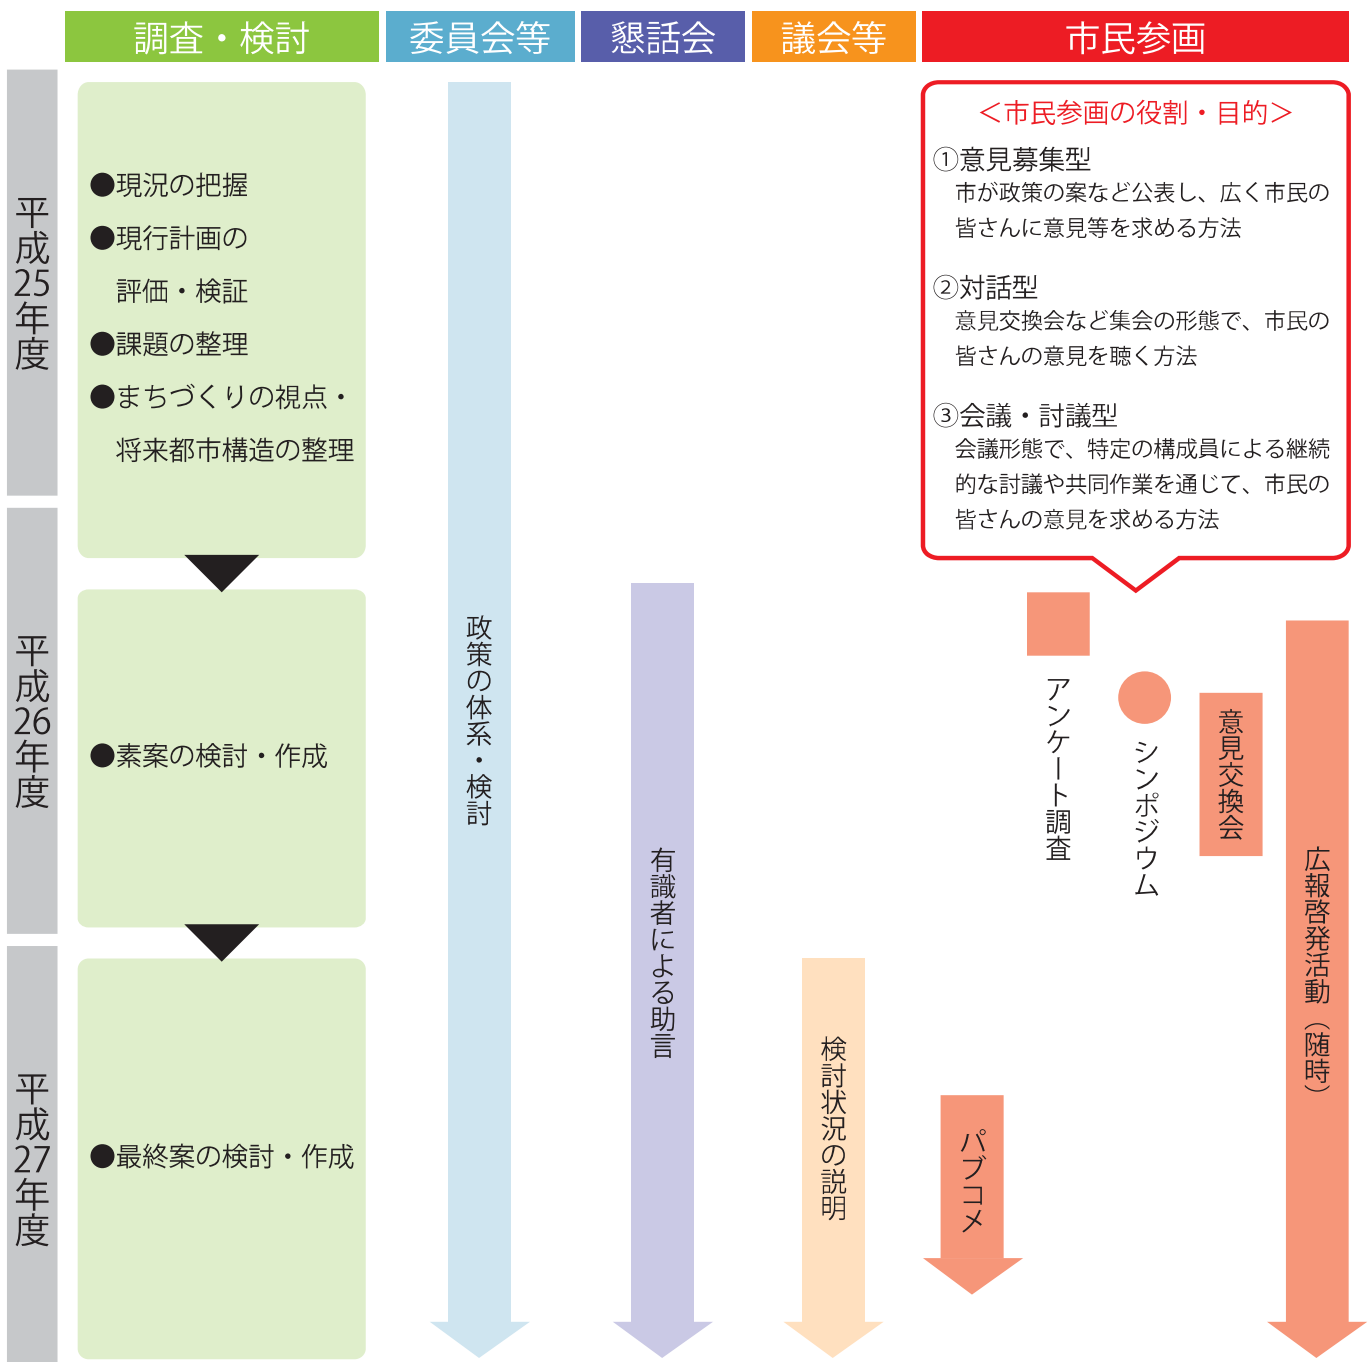 調査・検討
委員会等
懇話会
議会等
市民参画
平成25年度
●現況の把握
●現行計画の
評価・検証
●課題の整理
●まちづくりの視点・
将来都市構造の整理
＜市民参画の役割・目的＞
①意見募集型
市が政策の案など公表し、広く市民の
皆さんに意見等を求める方法
②対話型
意見交換会など集会の形態で、市民の
皆さんの意見を聴く方法
③会議・討議型
会議形態で、特定の構成員による継続
的な討議や共同作業を通じて、市民の
皆さんの意見を求める方法
平成26年度
●素案の検討・作成
政策の体系・検討
有識者による助言
アンケート調査
シンポジウム
意見交換会
広報啓発活動（随時）
平成27年度
●最終案の検討・作成
検討状況の説明
パブコメ